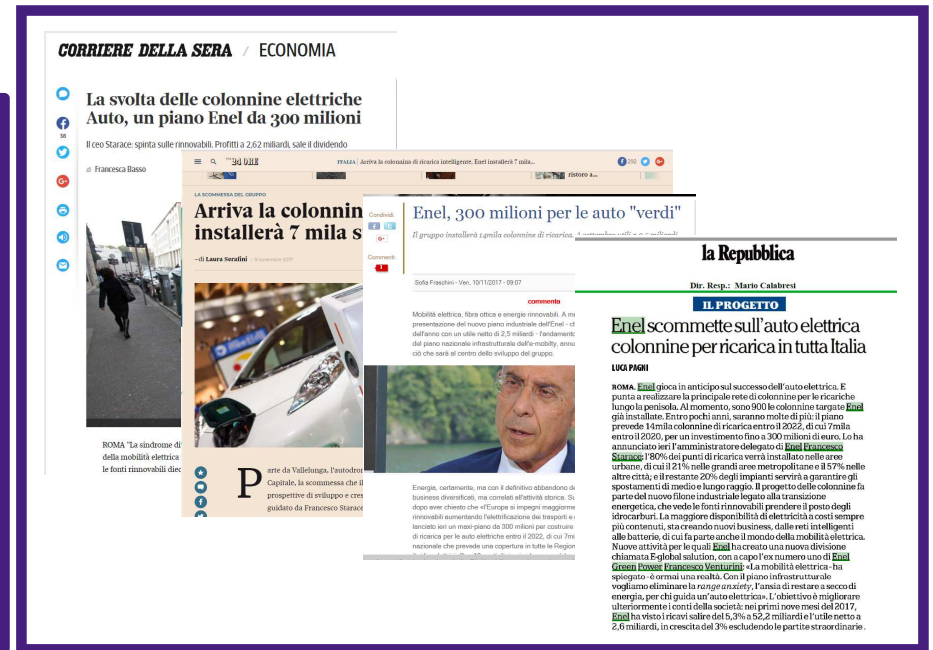 CORRIERE DELLA SERA / ECONOMIA
La svolta delle colonnine elettriche
Auto, un piano Enel da 300 milioni
Il ceo Starace: spinta sulle rinnovabili. Profitti a 2,62 miliardi, sale il dividendo
di Francesca Basso
38
ROMA "La sindrome di
della mobilità elettrica
le fonti rinnovabili diec
24 ORE
ITALIA | Arriva la colonnina di ricarica intelligente, Enel installerà 7 mila...
ristoro a...
LA SCOMMESSA DEL GRUPPO
Arriva la colonnin
installerà 7 mila s
–di Laura Serafini | 9 novembre 2017
Parte da Vallelunga, l'autodron
Capitale, la scommessa che il
prospettive di sviluppo e cres
guidato da Francesco Starace
Condividi:
Commenti:
1
Enel, 300 milioni per le auto "verdi"
Il gruppo installerà 14mila colonnine di ricarica.
Sofia Fraschini - Ven, 10/11/2017 - 09:07
commenta
Mobilità elettrica, fibra ottica e energie rinnovabili. A m
presentazione del nuovo piano industriale dell'Enel - ch
dell'anno con un utile netto di 2,5 miliardi - l'andamento
del piano nazionale infrastrutturale dell'e-mobilty, annu
ciò che sarà al centro dello sviluppo del gruppo.
Energia, certamente, ma con il definitivo abbandono de
business diversificati, ma correlati all'attività storica. Su
dopo aver chiesto che «l'Europa si impegni maggiorme
rinnovabili aumentando l'elettrificazione dei trasporti e
lanciato ieri un maxi-piano da 300 milioni per costruire
di ricarica per le auto elettriche entro il 2022, di cui 7mi
nazionale che prevede una copertura in tutte le Region
la Repubblica
Dir. Resp.: Mario Calabresi
IL PROGETTO
Enel scommette sull'auto elettrica
colonnine per ricarica in tutta Italia
LUCA PAGNI
ROMA. Enel gioca in anticipo sul successo dell'auto elettrica. E
punta a realizzare la principale rete di colonnine per le ricariche
lungo la penisola. Al momento, sono 900 le colonnine targate Enel
già installate. Entro pochi anni, saranno molte di più: il piano
prevede 14mila colonnine di ricarica entro il 2022, di cui 7mila
entro il 2020, per un investimento fino a 300 milioni di euro. Lo ha
annunciato ieri l'amministratore delegato di Enel Francesco
Starace: l'80% dei punti di ricarica verrà installato nelle aree
urbane, di cui il 21% nelle grandi aree metropolitane e il 57% nelle
altre città; e il restante 20% degli impianti servirà a garantire gli
spostamenti di medio e lungo raggio. Il progetto delle colonnine fa
parte del nuovo filone industriale legato alla transizione
energetica, che vede le fonti rinnovabili prendere il posto degli
idrocarburi. La maggiore disponibilità di elettricità a costi sempre
più contenuti, sta creando nuovi business, dalle reti intelligenti
alle batterie, di cui fa parte anche il mondo della mobilità elettrica.
Nuove attività per le quali Enel ha creato una nuova divisione
chiamata E-global salution, con a capo l'ex numero uno di Enel
Green Power Francesco Venturini: «La mobilità elettrica - ha
spiegato - è ormai una realtà. Con il piano infrastrutturale
vogliamo eliminare la range anxiety, l'ansia di restare a secco di
energia, per chi guida un'auto elettrica». L'obiettivo è migliorare
ulteriormente i conti della società: nei primi nove mesi del 2017,
Enel ha visto i ricavi salire del 5,3% a 52,2 miliardi e l'utile netto a
2,6 miliardi, in crescita del 3% escludendo le partite straordinarie.